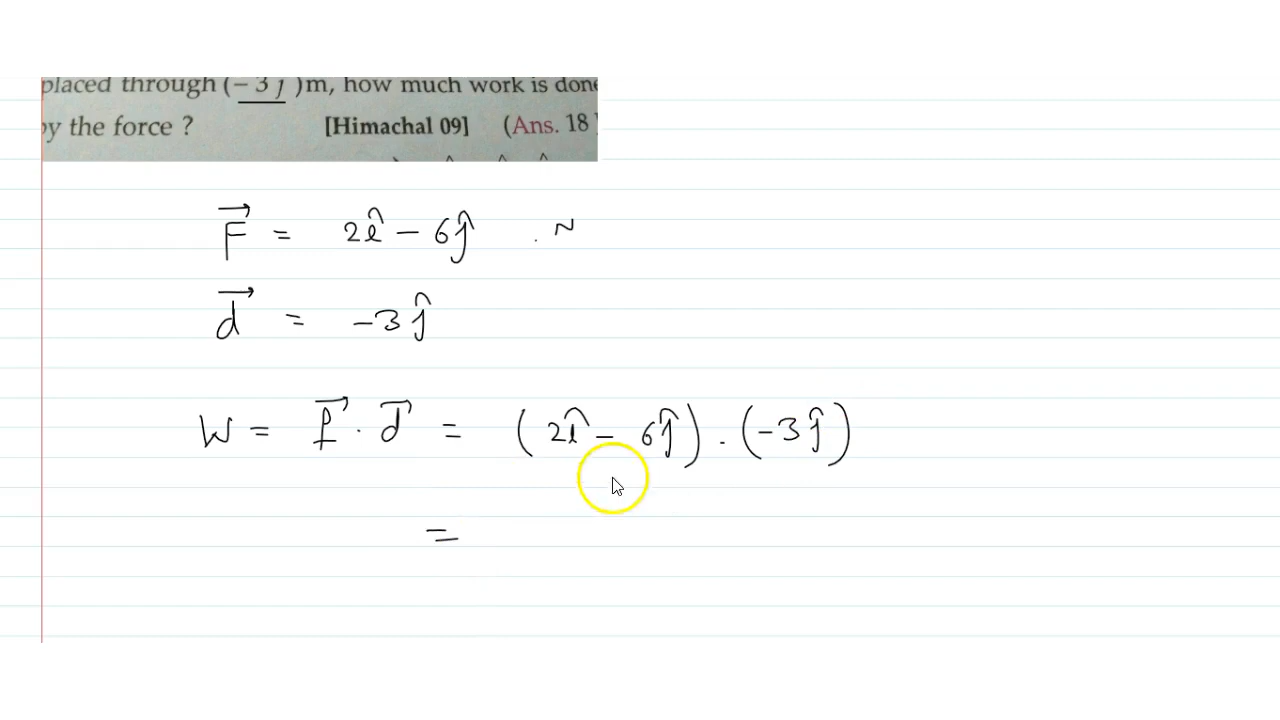 placed through (– 3 ĵ )m, how much work is done
by the force ? [Himachal 09] (Ans. 18
F⃗ = 2î – 6ĵ . N
d⃗ = –3ĵ
W = F⃗ . d⃗ = (2î – 6ĵ) . (–3ĵ)
=